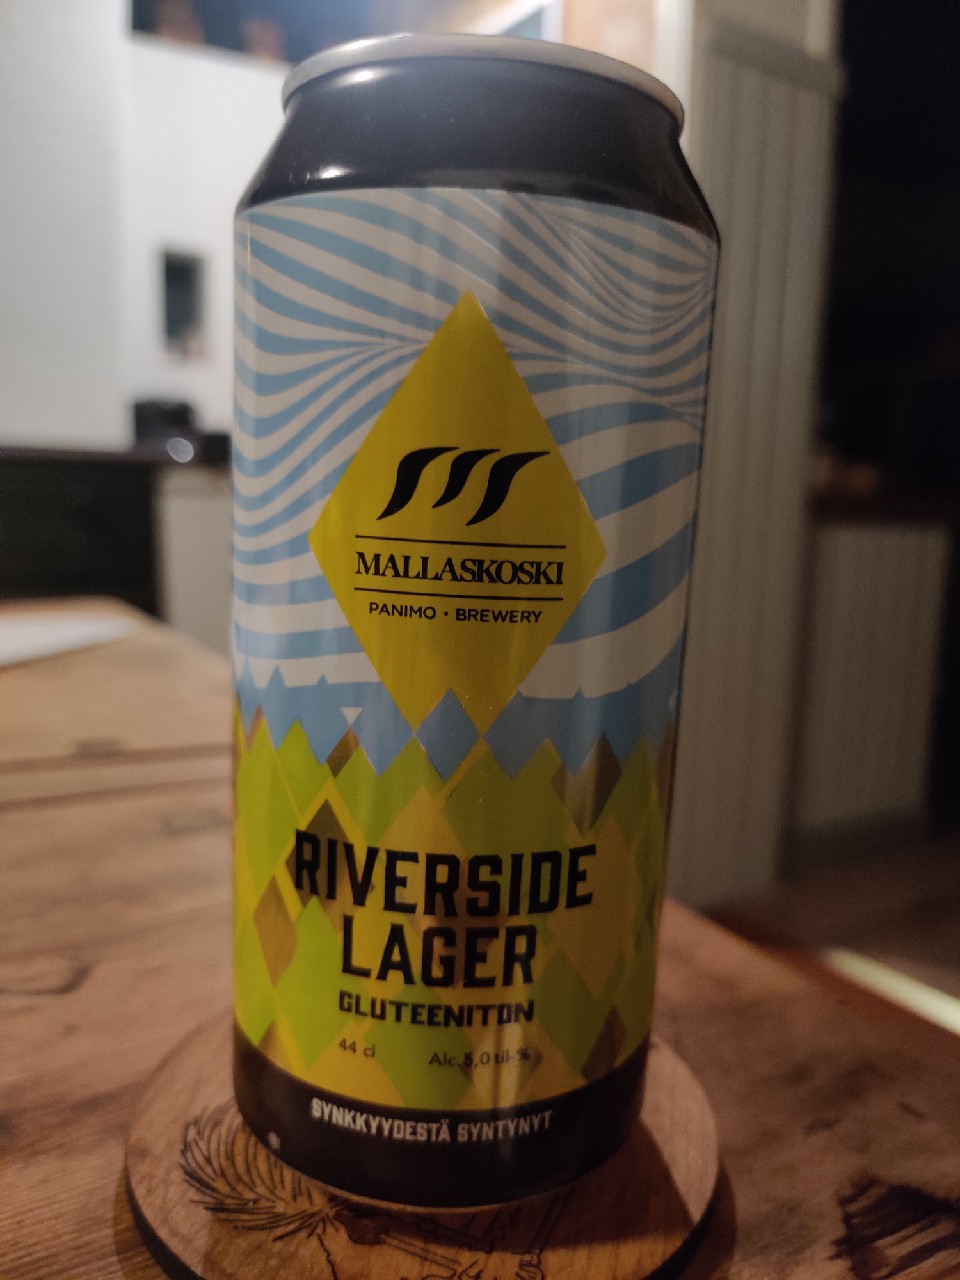 MALLASKOSKI
PANIMO · BREWERY
RIVERSIDE
LAGER
GLUTEENITON
44 cl Alc. 5,0 til-%
SYNKKYYDESTÄ SYNTYNYT